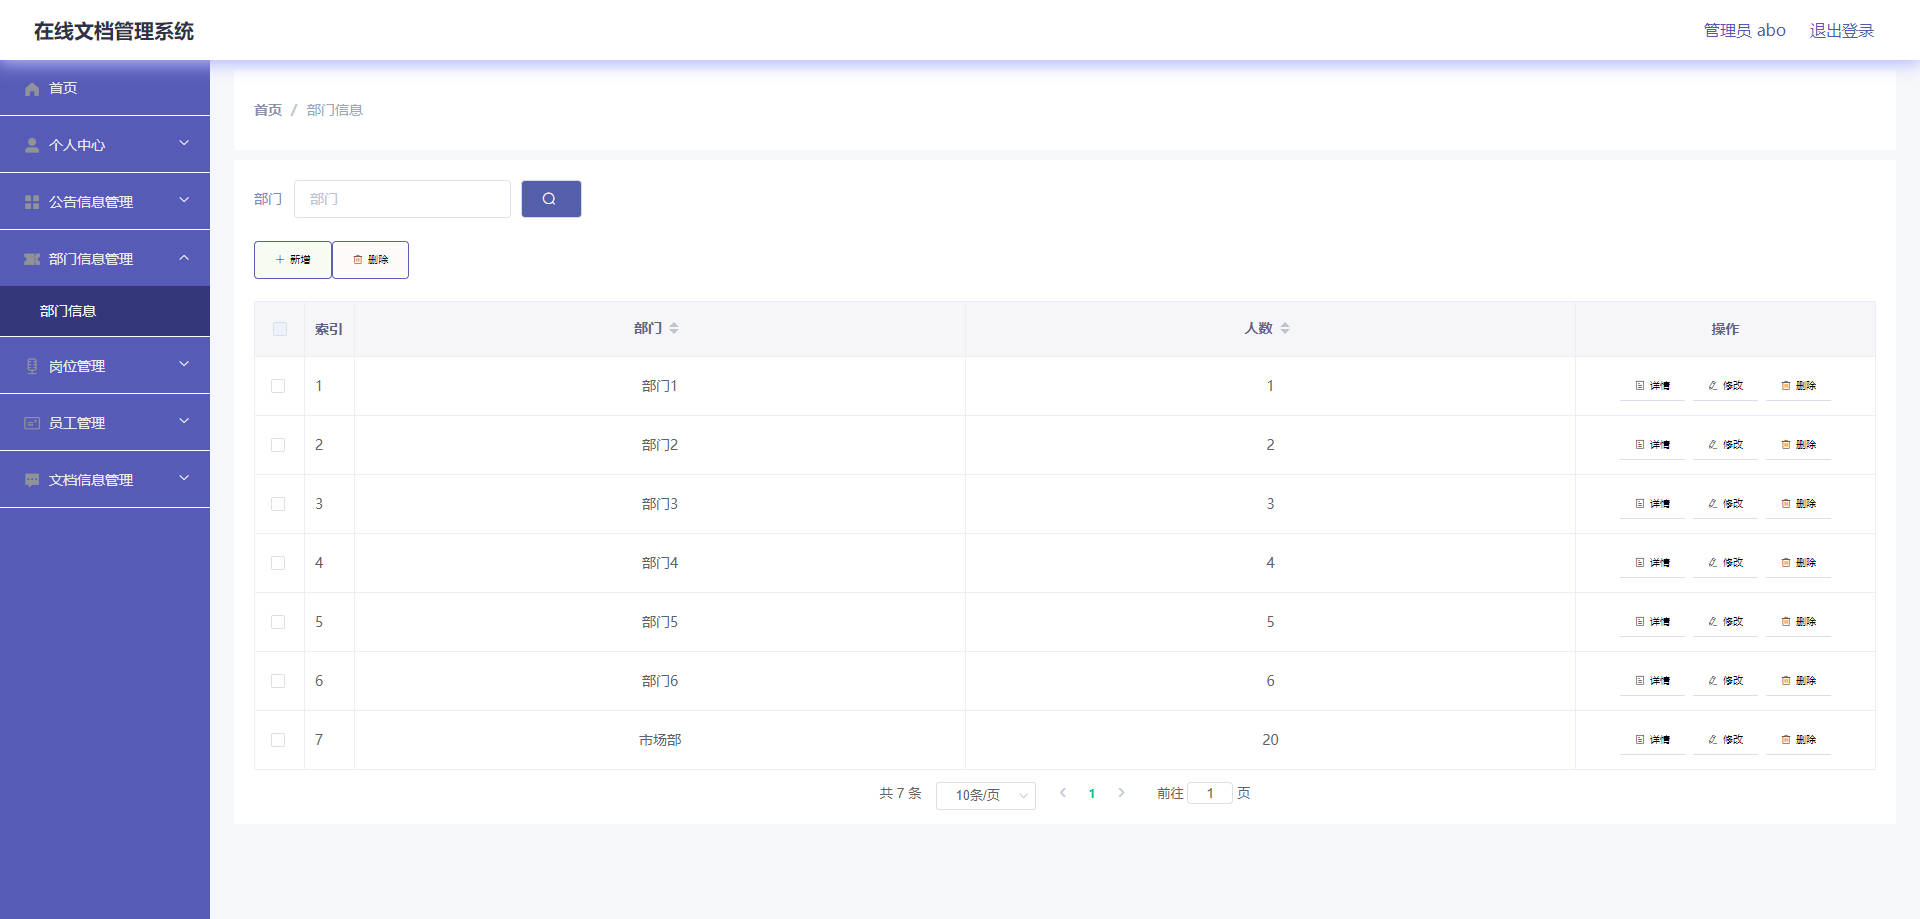 在线文档管理系统
管理员 abo 退出登录
首页
个人中心
公告信息管理
部门信息管理
部门信息
岗位管理
员工管理
文档信息管理
首页 / 部门信息
部门 部门
新增 删除
索引 部门 人数 操作
1 部门1 1 详情 修改 删除
2 部门2 2 详情 修改 删除
3 部门3 3 详情 修改 删除
4 部门4 4 详情 修改 删除
5 部门5 5 详情 修改 删除
6 部门6 6 详情 修改 删除
7 市场部 20 详情 修改 删除
共 7 条 10条/页 1 前往 1 页